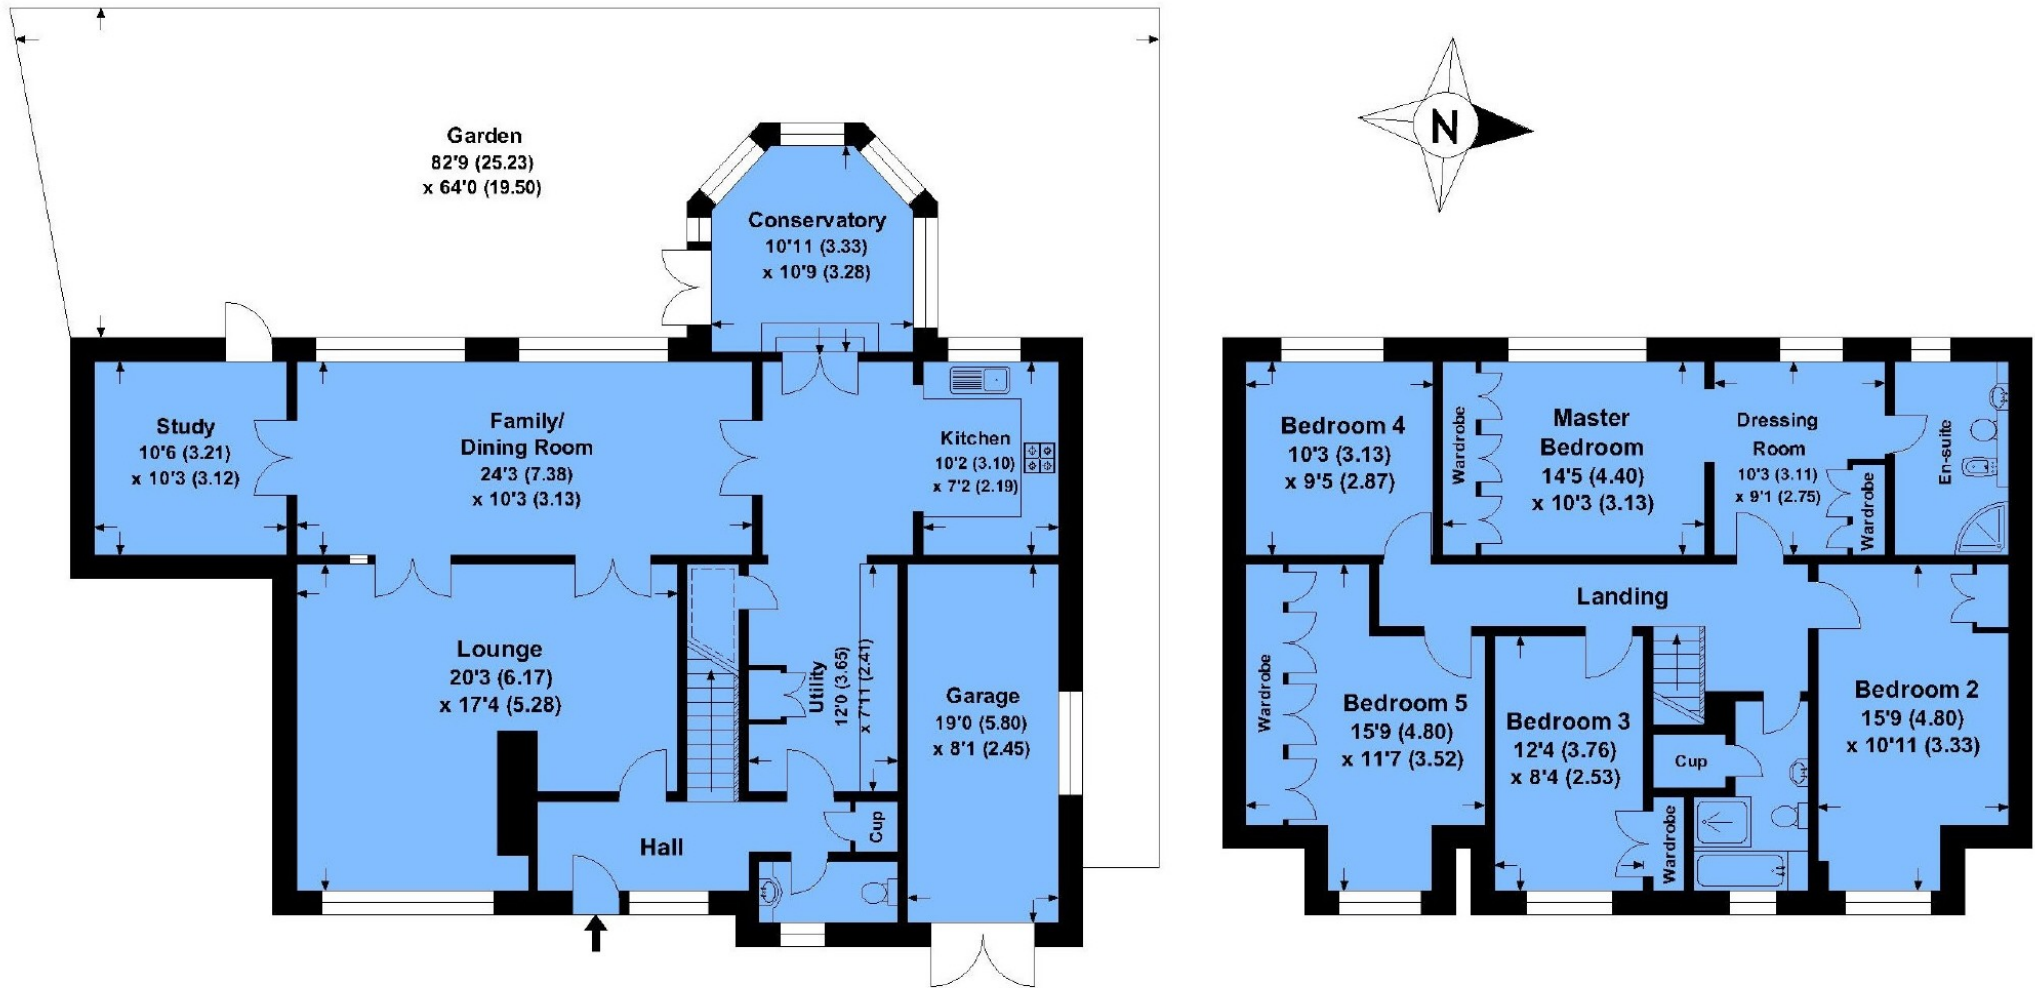 Garden
82'9 (25.23)
x 64'0 (19.50)
N
Conservatory
10'11 (3.33)
x 10'9 (3.28)
Study
10'6 (3.21)
x 10'3 (3.12)
Family/
Dining Room
24'3 (7.38)
x 10'3 (3.13)
Kitchen
10'2 (3.10)
x 7'2 (2.19)
Lounge
20'3 (6.17)
x 17'4 (5.28)
Utility
12'0 (3.65)
x 7'11 (2.41)
Garage
19'0 (5.80)
x 8'1 (2.45)
Hall
Cup
Bedroom 4
10'3 (3.13)
x 9'5 (2.87)
Wardrobe
Master
Bedroom
14'5 (4.40)
x 10'3 (3.13)
Dressing
Room
10'3 (3.11)
x 9'1 (2.75)
Wardrobe
En-suite
Landing
Wardrobe
Bedroom 5
15'9 (4.80)
x 11'7 (3.52)
Bedroom 3
12'4 (3.76)
x 8'4 (2.53)
Wardrobe
Cup
Bedroom 2
15'9 (4.80)
x 10'11 (3.33)